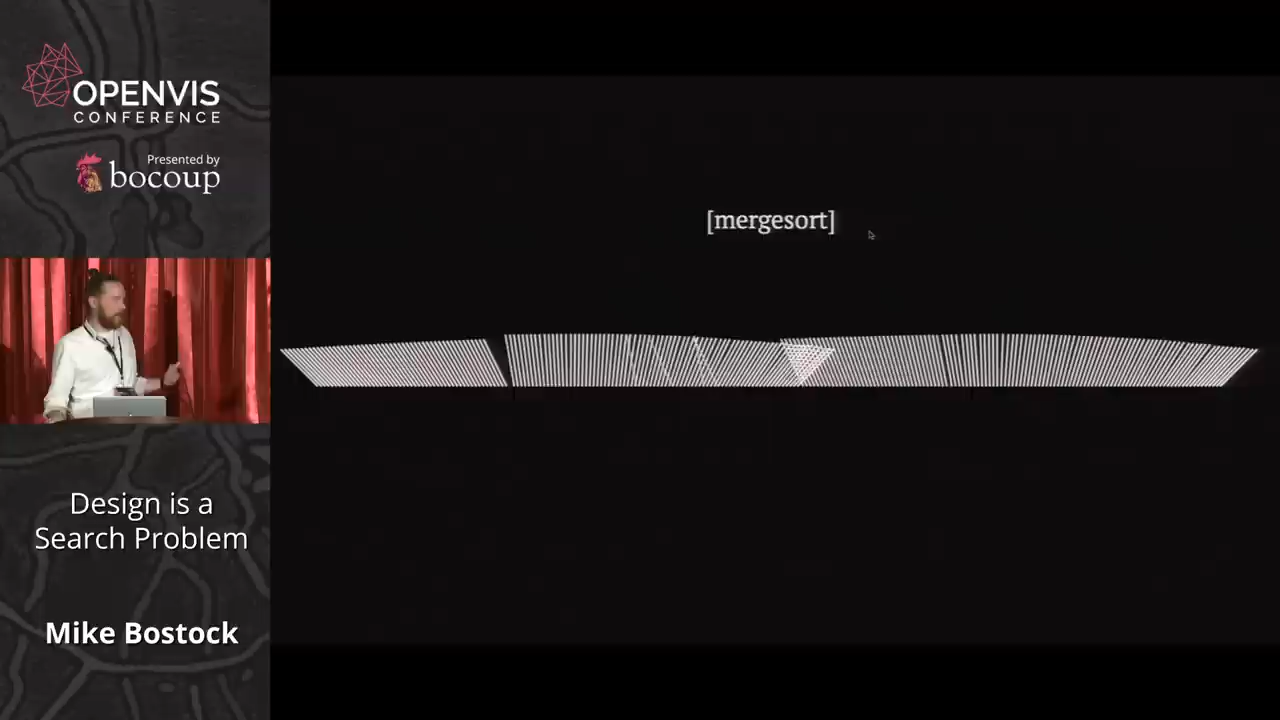 OPENVIS
CONFERENCE
Presented by
bocoup
[mergesort]
Design is a
Search Problem
Mike Bostock